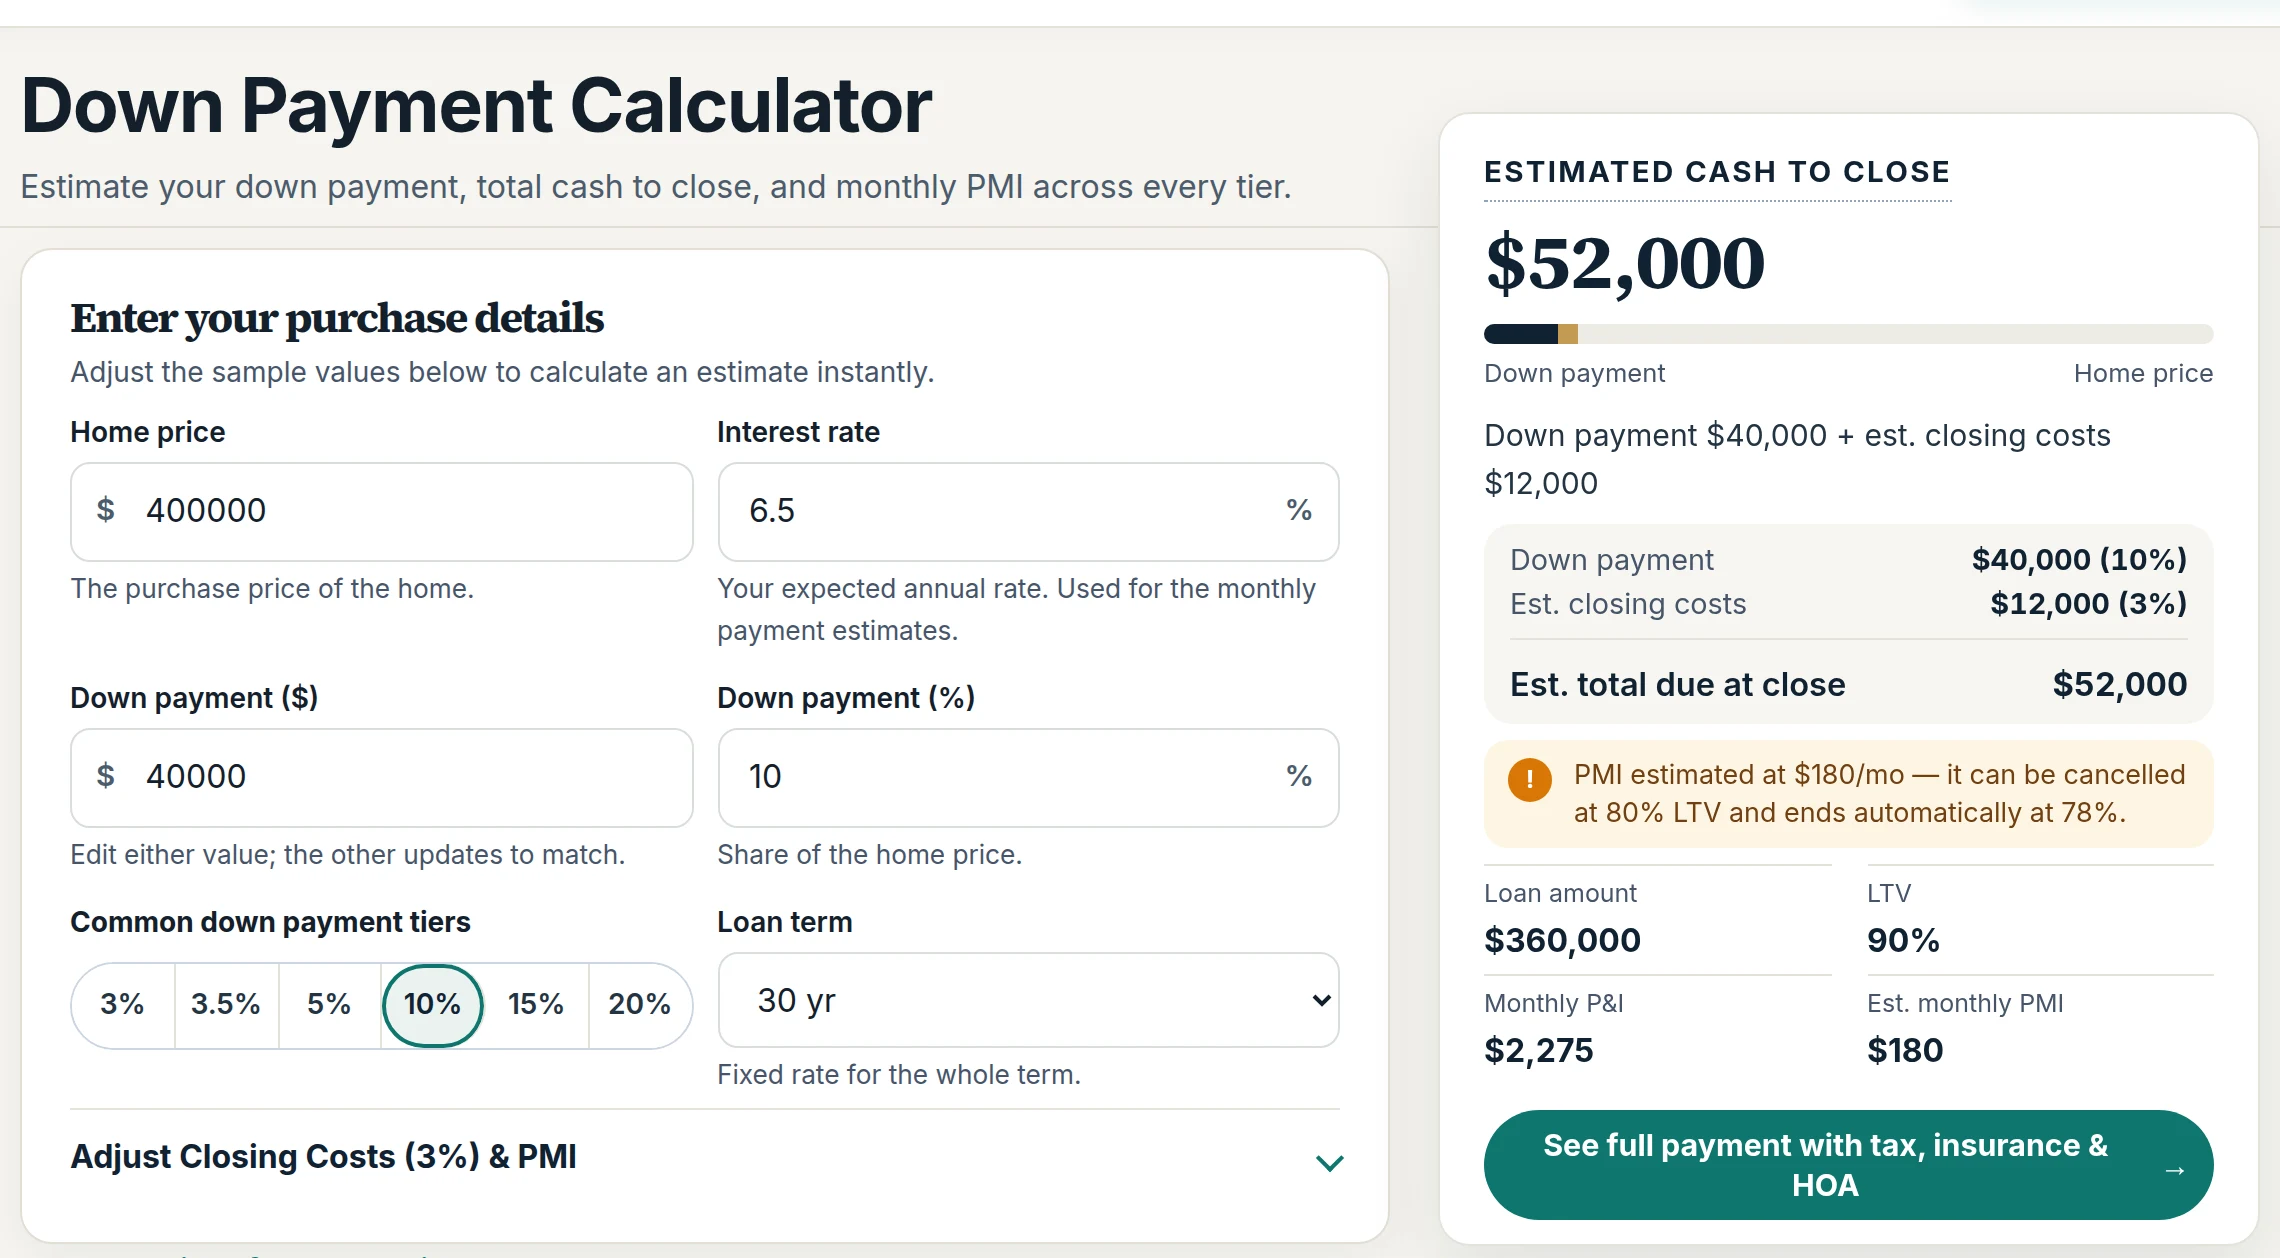 Down Payment Calculator
Estimate your down payment, total cash to close, and monthly PMI across every tier.
Enter your purchase details
Adjust the sample values below to calculate an estimate instantly.
Home price
$ 400000
The purchase price of the home.
Interest rate
6.5 %
Your expected annual rate. Used for the monthly
payment estimates.
Down payment ($)
$ 40000
Edit either value; the other updates to match.
Down payment (%)
10 %
Share of the home price.
Common down payment tiers
3% 3.5% 5% 10% 15% 20%
Loan term
30 yr
Fixed rate for the whole term.
Adjust Closing Costs (3%) & PMI
ESTIMATED CASH TO CLOSE
$52,000
Down payment Home price
Down payment $40,000 + est. closing costs
$12,000
Down payment $40,000 (10%)
Est. closing costs $12,000 (3%)
Est. total due at close $52,000
! PMI estimated at $180/mo — it can be cancelled
at 80% LTV and ends automatically at 78%.
Loan amount
$360,000
LTV
90%
Monthly P&I
$2,275
Est. monthly PMI
$180
See full payment with tax, insurance &
HOA →